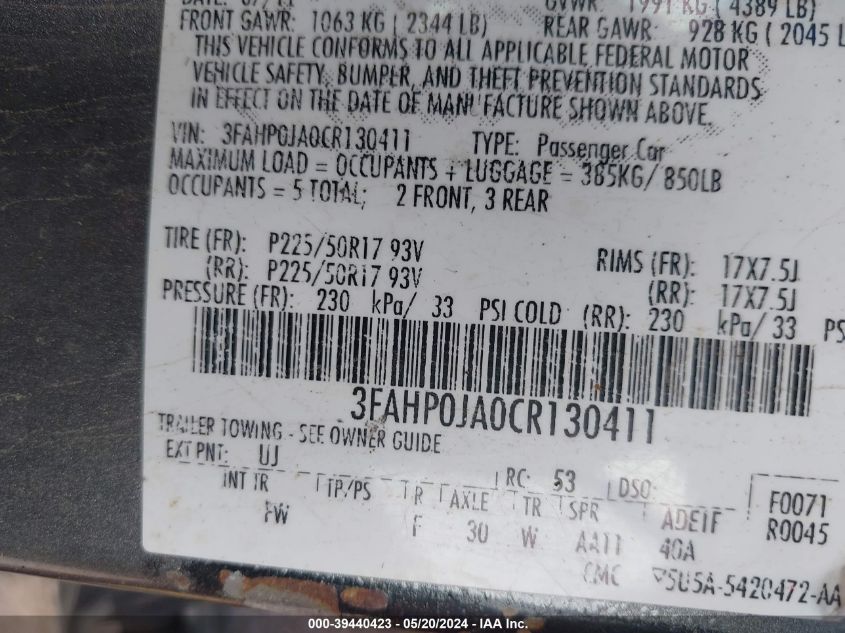 GVWR: 1991 KG ( 4389 LB)
FRONT GAWR: 1063 KG ( 2344 LB) REAR GAWR: 928 KG ( 2045 L
THIS VEHICLE CONFORMS TO ALL APPLICABLE FEDERAL MOTOR
VEHICLE SAFETY, BUMPER, AND THEFT PREVENTION STANDARDS
IN EFFECT ON THE DATE OF MANUFACTURE SHOWN ABOVE.
VIN: 3FAHP0JA0CR130411 TYPE: Passenger Car
MAXIMUM LOAD = OCCUPANTS + LUGGAGE = 385KG/ 850LB
OCCUPANTS = 5 TOTAL; 2 FRONT, 3 REAR
TIRE (FR): P225/50R17 93V RIMS (FR): 17X7.5J
(RR): P225/50R17 93V (RR): 17X7.5J
PRESSURE (FR): 230 kPa/ 33 PSI COLD (RR): 230 kPa/ 33 PS
3FAHP0JA0CR130411
TRAILER TOWING - SEE OWNER GUIDE
EXT PNT: UJ RC: 53 DSO:
INT TR TP/PS R AXLE TR SPR ADE1F F0071
FW F 30 W AA11 40A R0045
CMC 5U5A-5420472-AA
000-39440423 - 05/20/2024 - IAA Inc.